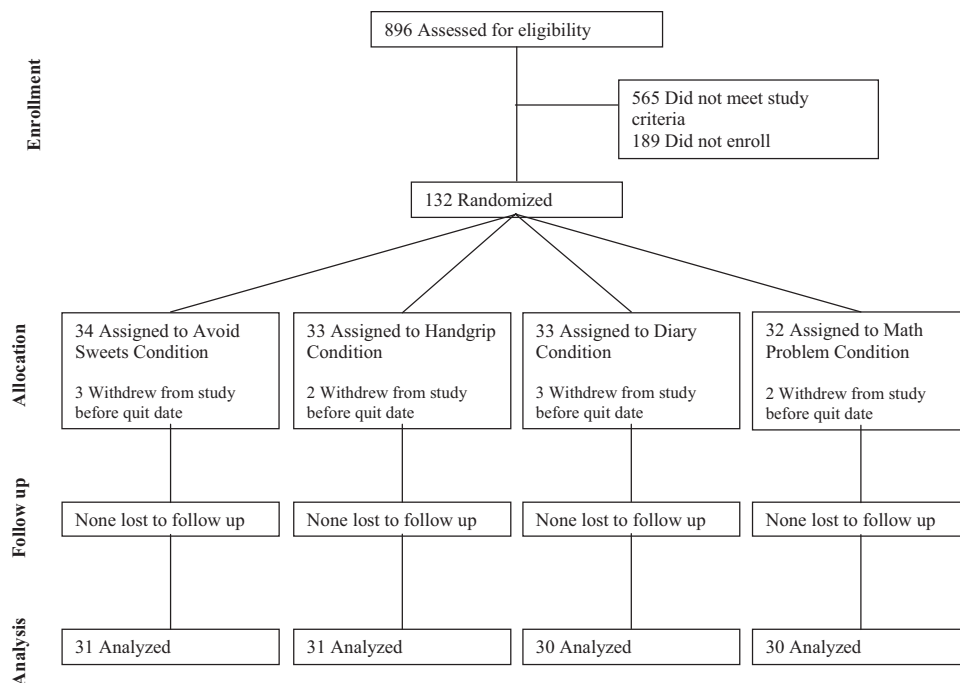 896 Assessed for eligibility
Enrollment
565 Did not meet study
criteria
189 Did not enroll
132 Randomized
Allocation
34 Assigned to Avoid
Sweets Condition
3 Withdrew from study
before quit date
33 Assigned to Handgrip
Condition
2 Withdrew from study
before quit date
33 Assigned to Diary
Condition
3 Withdrew from study
before quit date
32 Assigned to Math
Problem Condition
2 Withdrew from study
before quit date
Follow up
None lost to follow up
None lost to follow up
None lost to follow up
None lost to follow up
Analysis
31 Analyzed
31 Analyzed
30 Analyzed
30 Analyzed